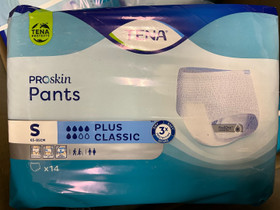 TENA
TENA
PROskin
Pants
S
PLUS
CLASSIC
3
x14